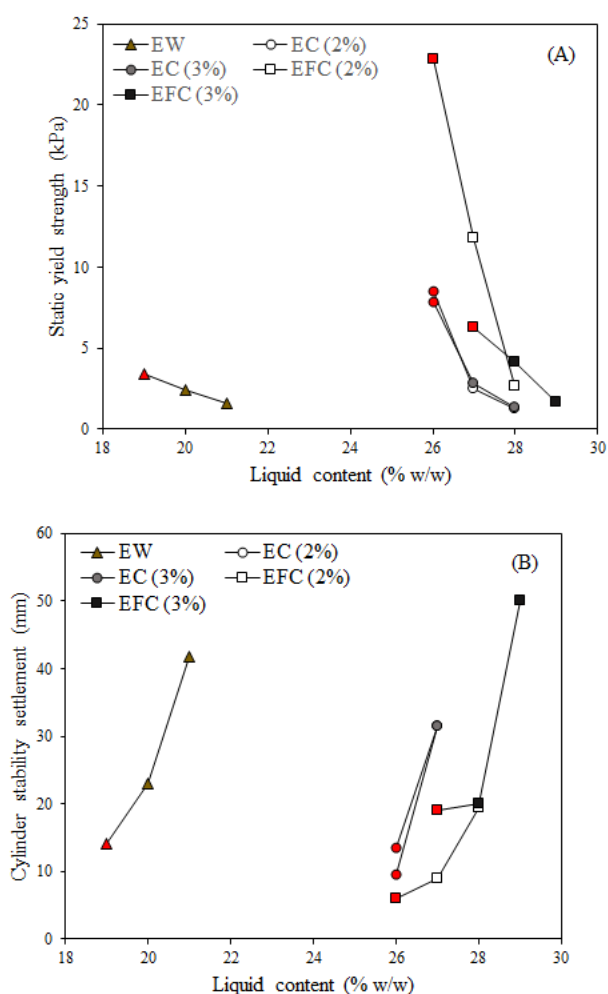 25
EW EC (2%) (A)
EC (3%) EFC (2%)
EFC (3%)
20
15
10
5
0
Static yield strength (kPa)
18 20 22 24 26 28 30
Liquid content (% w/w)
60
EW EC (2%) (B)
EC (3%) EFC (2%)
EFC (3%)
50
40
30
20
10
0
Cylinder stability settlement (mm)
18 20 22 24 26 28 30
Liquid content (% w/w)